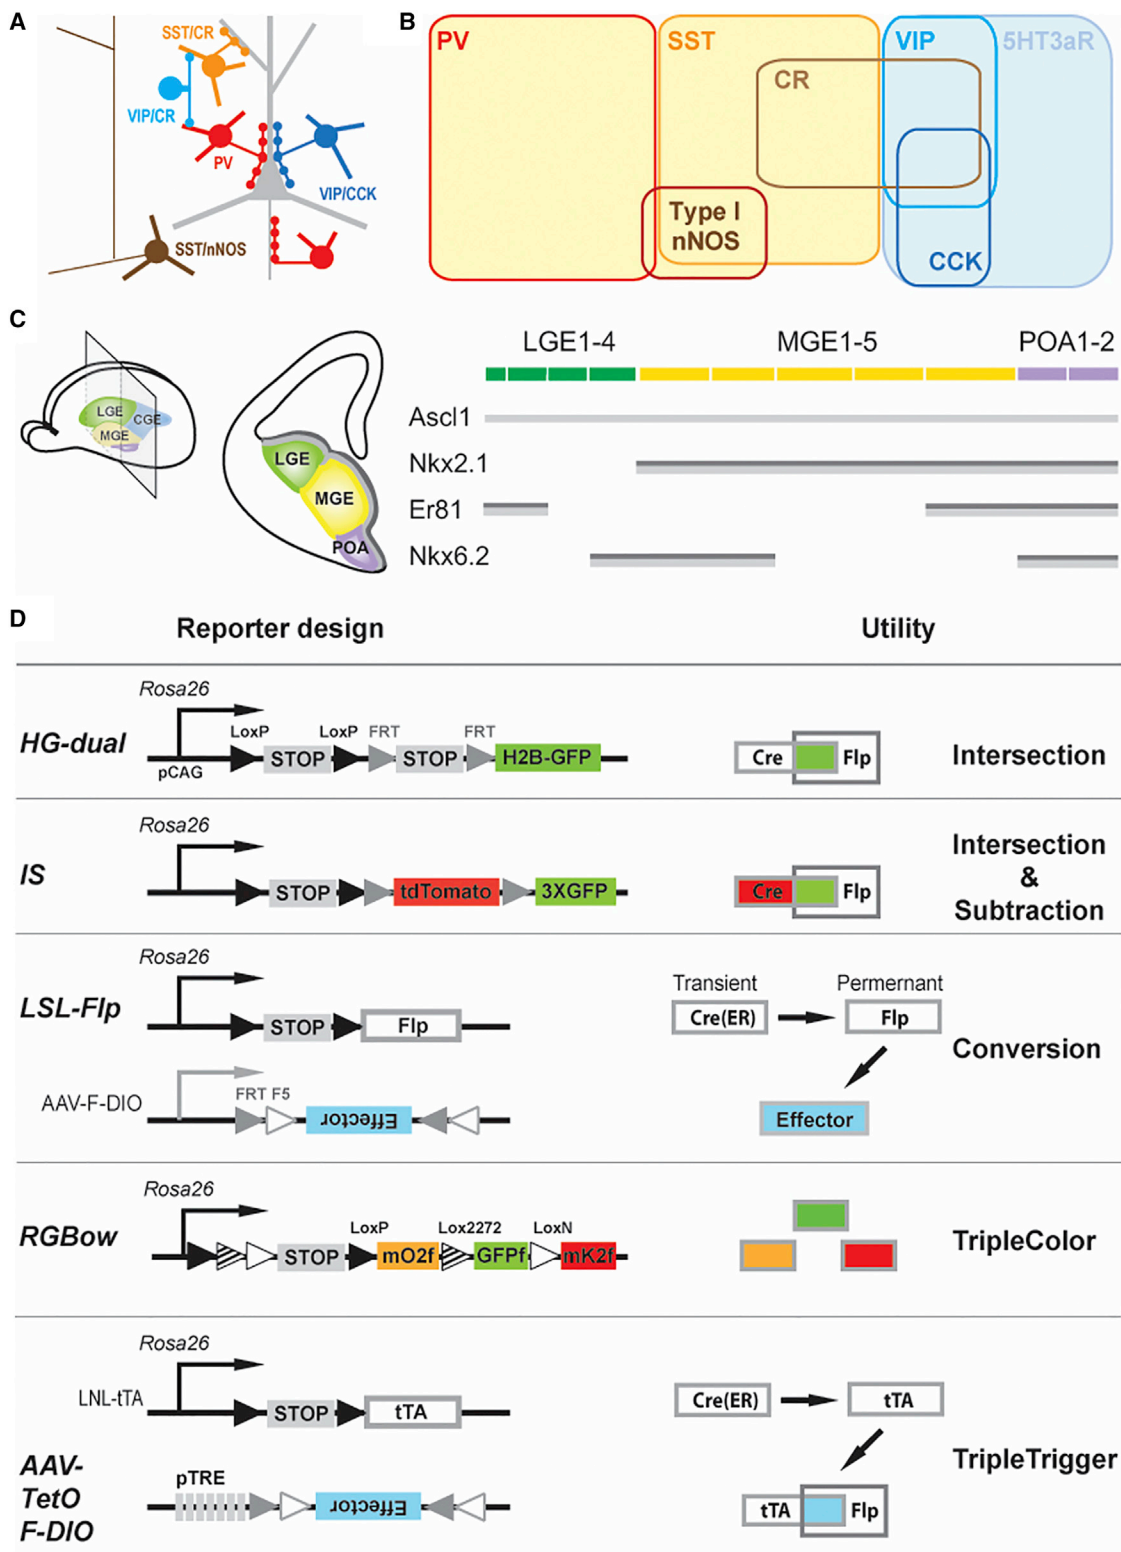 A
SST/CR
VIP/CR
PV
VIP/CCK
SST/nNOS
B
PV
SST
VIP
5HT3aR
CR
Type I
nNOS
CCK
C
LGE
CGE
MGE
LGE
MGE
POA
LGE1-4
MGE1-5
POA1-2
Ascl1
Nkx2.1
Er81
Nkx6.2
D
Reporter design
Utility
HG-dual
Rosa26
pCAG
LoxP
STOP
LoxP
FRT
STOP
FRT
H2B-GFP
Cre
Flp
Intersection
IS
Rosa26
STOP
tdTomato
3XGFP
Cre
Flp
Intersection
&
Subtraction
LSL-Flp
Rosa26
STOP
Flp
AAV-F-DIO
FRT F5
Effector
Transient
Permernant
Cre(ER)
Flp
Effector
Conversion
RGBow
Rosa26
STOP
LoxP
mO2f
Lox2272
GFPf
LoxN
mK2f
TripleColor
Rosa26
LNL-tTA
STOP
tTA
AAV-
TetO
F-DIO
pTRE
Effector
Cre(ER)
tTA
tTA
Flp
TripleTrigger